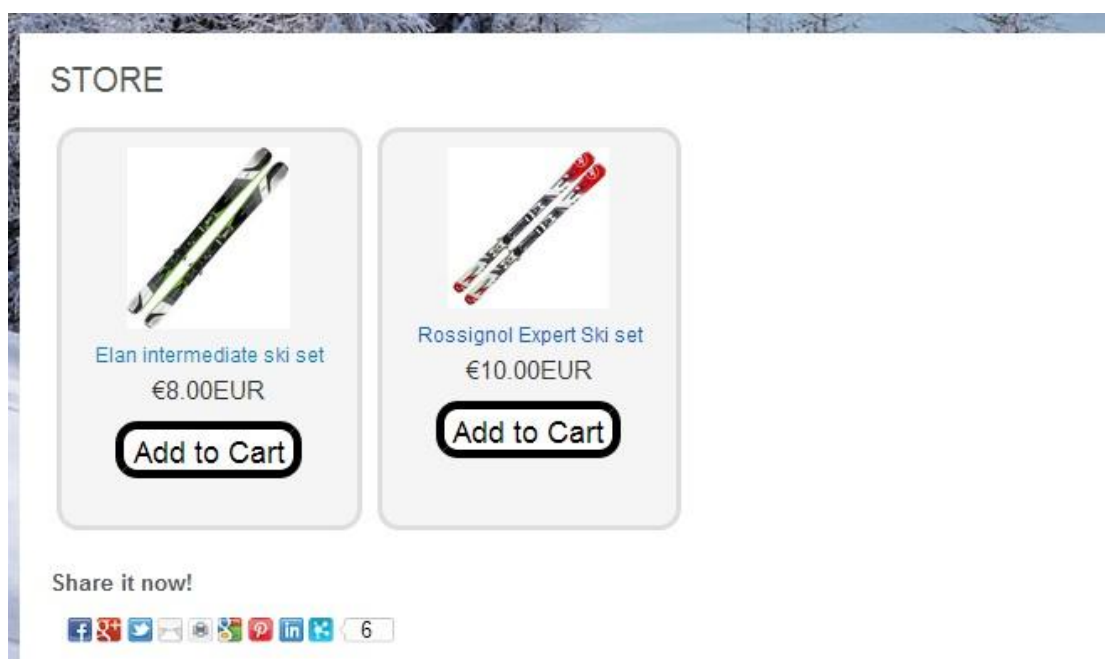 STORE
Elan intermediate ski set
€8.00EUR
Add to Cart
Rossignol Expert Ski set
€10.00EUR
Add to Cart
Share it now!
6